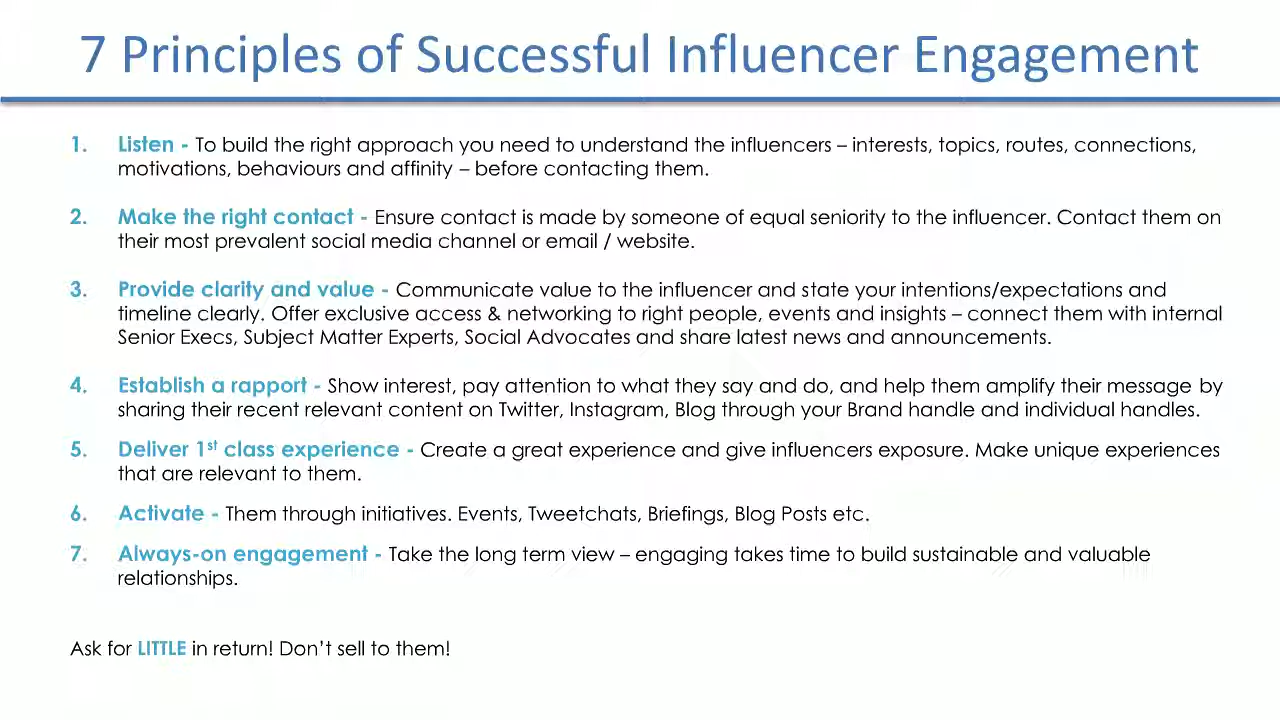 7 Principles of Successful Influencer Engagement
1. Listen - To build the right approach you need to understand the influencers – interests, topics, routes, connections,
motivations, behaviours and affinity – before contacting them.
2. Make the right contact - Ensure contact is made by someone of equal seniority to the influencer. Contact them on
their most prevalent social media channel or email / website.
3. Provide clarity and value - Communicate value to the influencer and state your intentions/expectations and
timeline clearly. Offer exclusive access & networking to right people, events and insights – connect them with internal
Senior Execs, Subject Matter Experts, Social Advocates and share latest news and announcements.
4. Establish a rapport - Show interest, pay attention to what they say and do, and help them amplify their message by
sharing their recent relevant content on Twitter, Instagram, Blog through your Brand handle and individual handles.
5. Deliver 1st class experience - Create a great experience and give influencers exposure. Make unique experiences
that are relevant to them.
6. Activate - Them through initiatives. Events, Tweetchats, Briefings, Blog Posts etc.
7. Always-on engagement - Take the long term view – engaging takes time to build sustainable and valuable
relationships.
Ask for LITTLE in return! Don’t sell to them!